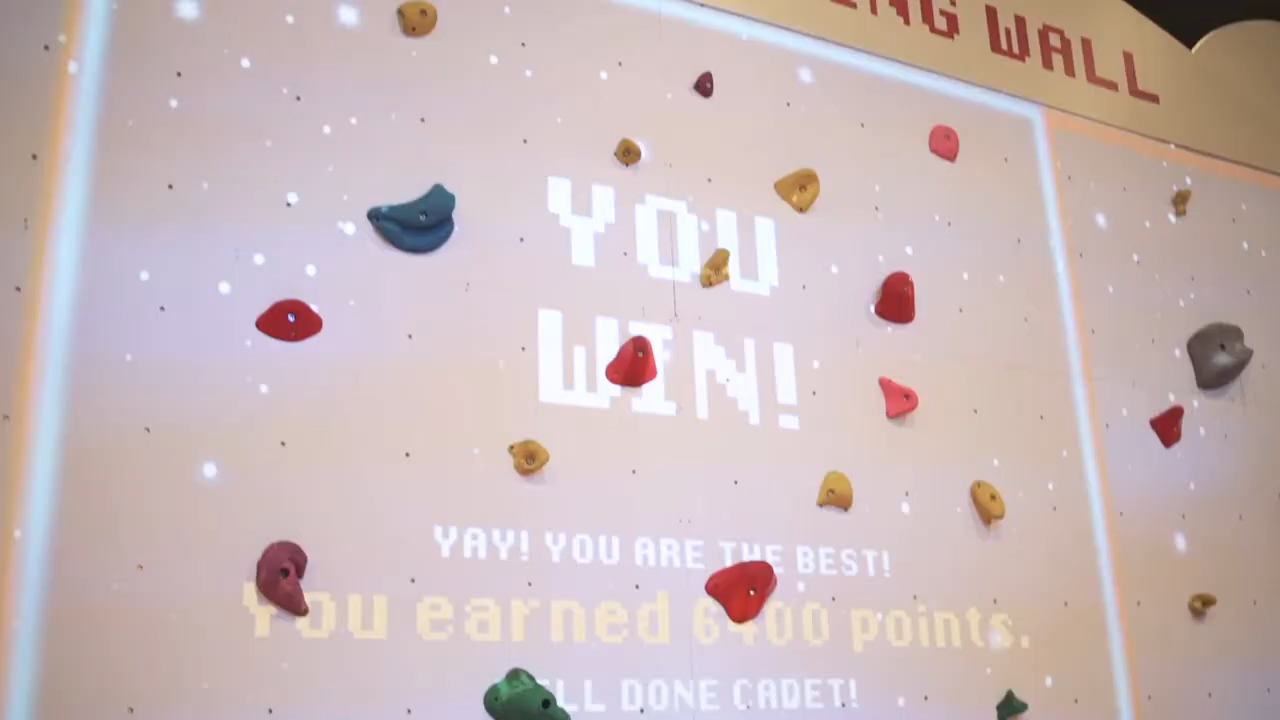 WALL
YOU
WIN!
YAY! YOU ARE THE BEST!
You earned 6400 points.
DONE CADET!